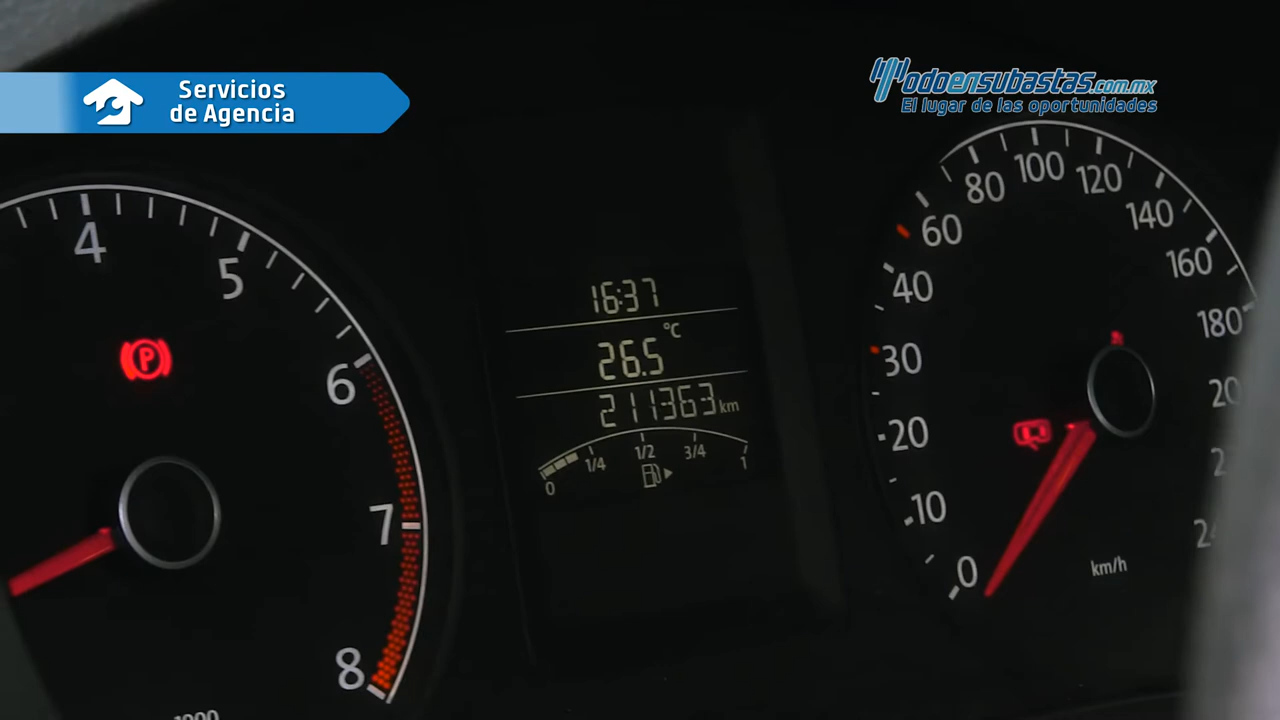 Servicios
de Agencia
Todoensubastas.com.mx
El lugar de las oportunidades
4
5
6
7
8
P
16:37
26.5 °C
211363 km
0 1/4 1/2 3/4 1
0
10
20
30
40
60
80
100
120
140
160
180
km/h